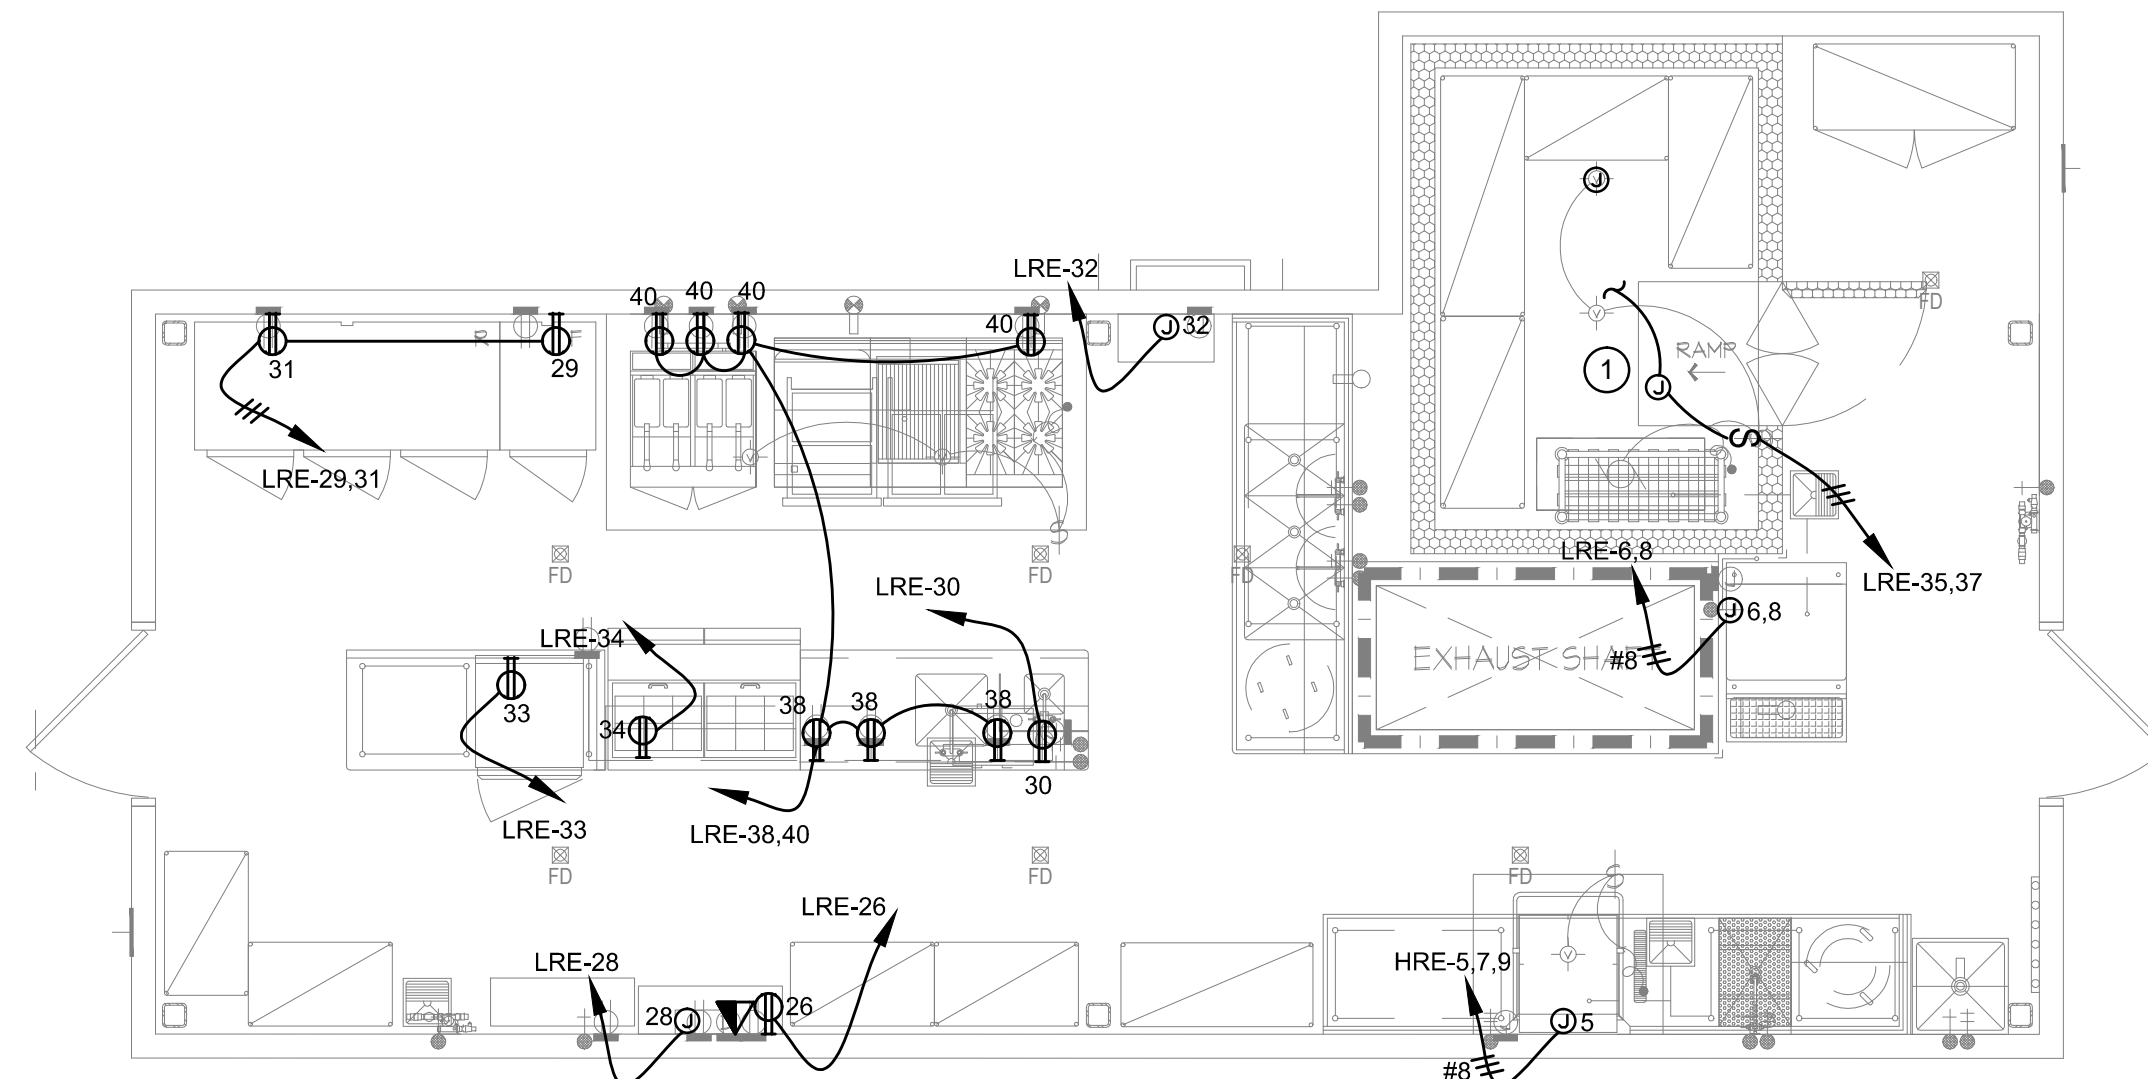 LRE-32
40
40
40
40
J
32
31
29
LRE-29,31
J
1
RAMP
J
S
FD
LRE-35,37
FD
FD
FD
S
LRE-30
LRE-34
LRE-6,8
J 6,8
#8
EXHAUST SHAFT
33
34
38
38
38
30
LRE-33
LRE-38,40
FD
FD
FD
S
LRE-26
LRE-28
HRE-5,7,9
28 J
26
J 5
#8